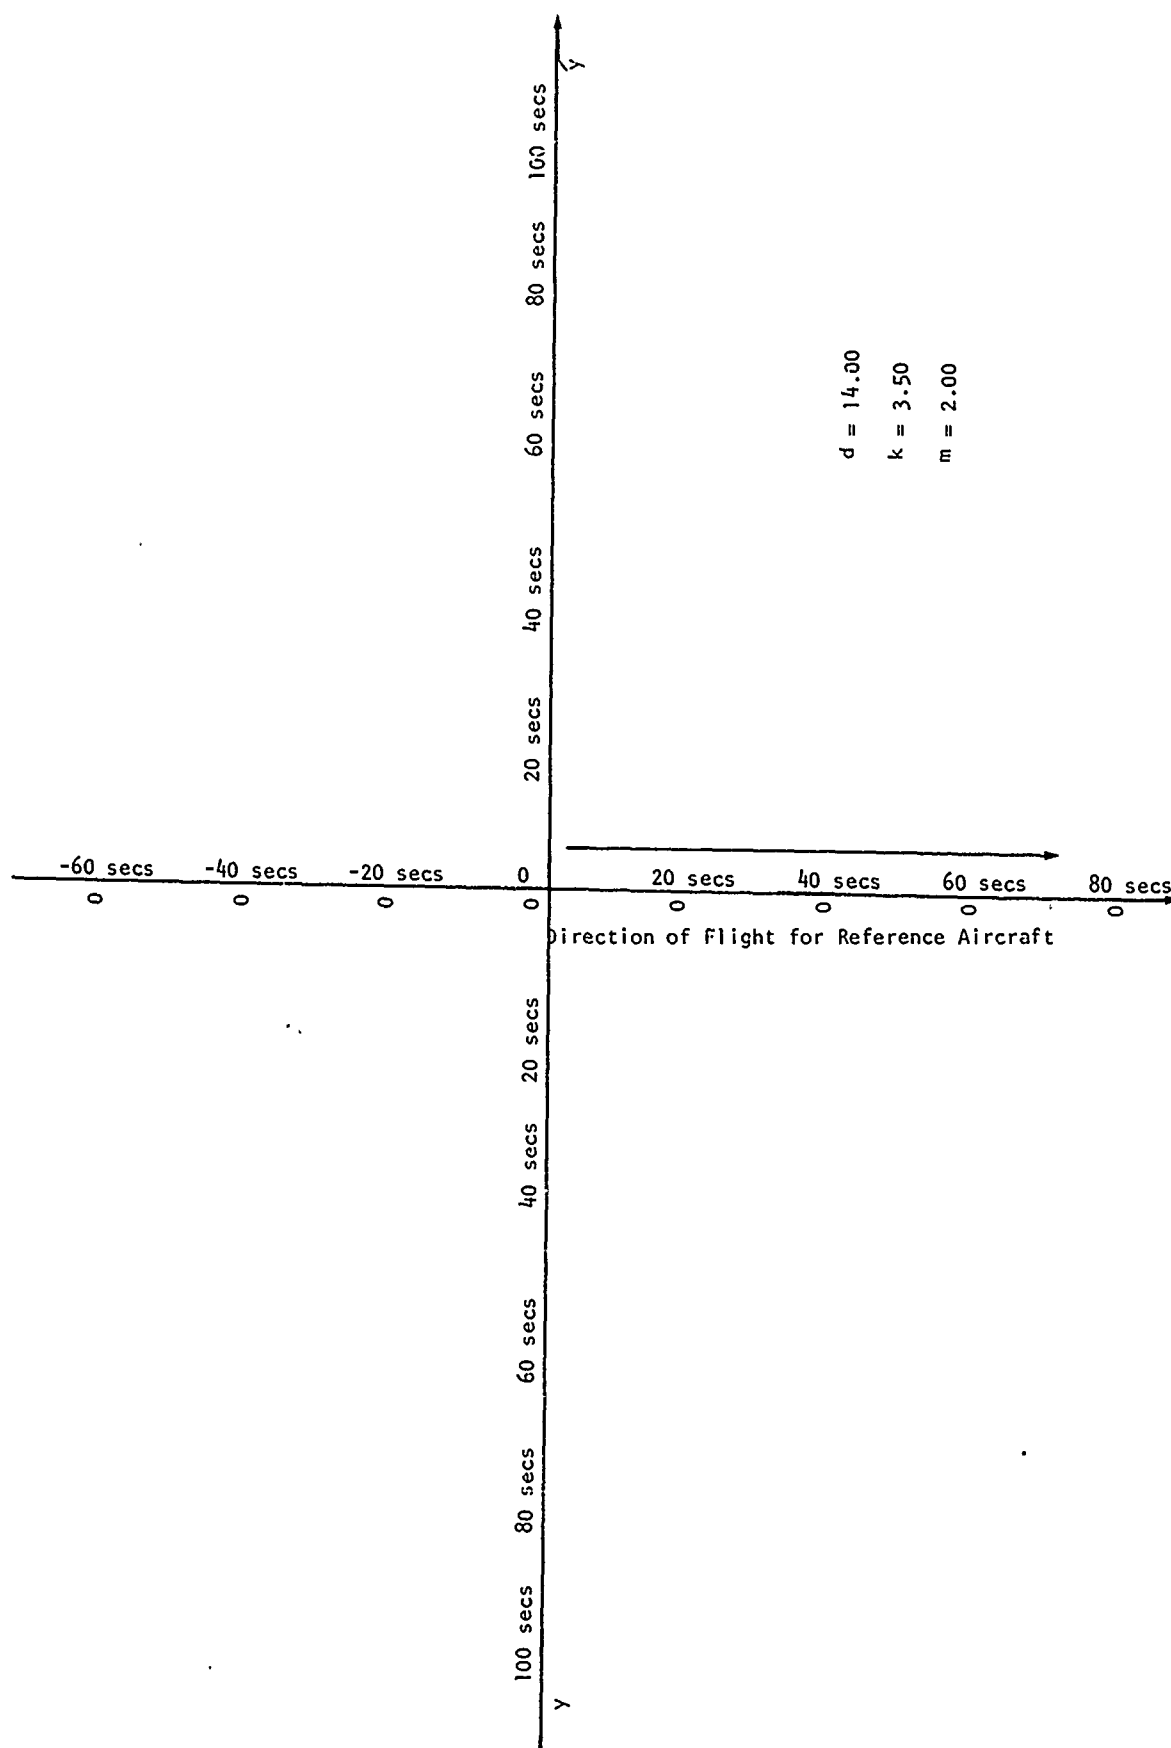 y
100 secs
80 secs
60 secs
40 secs
20 secs
d = 14.00
k = 3.50
m = 2.00
-60 secs -40 secs -20 secs 0 20 secs 40 secs 60 secs 80 secs
0 0 0 0 0 0 0 0
Direction of Flight for Reference Aircraft
20 secs
40 secs
60 secs
80 secs
100 secs
y